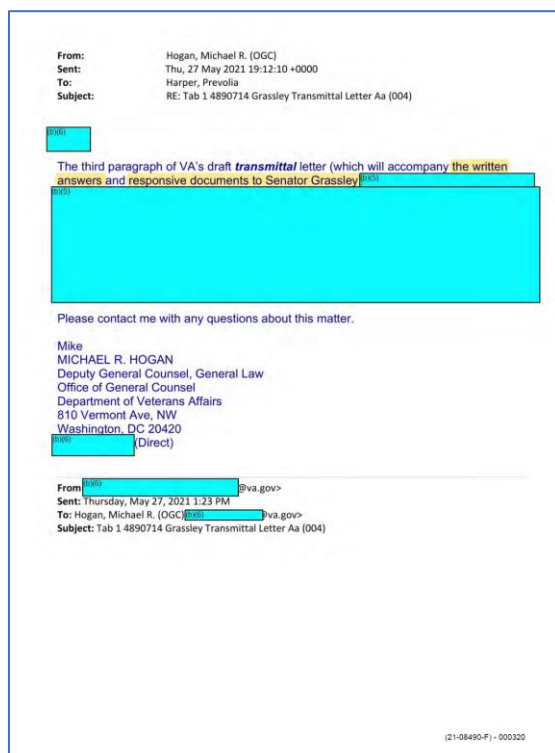 From: Hogan, Michael R. (OGC)
Sent: Thu, 27 May 2021 19:12:10 +0000
To: Harper, Prevolia
Subject: RE: Tab 1 4890714 Grassley Transmittal Letter Aa (004)
(b)(6)
The third paragraph of VA's draft transmittal letter (which will accompany the written
answers and responsive documents to Senator Grassley (b)(5)
(b)(5)
Please contact me with any questions about this matter.
Mike
MICHAEL R. HOGAN
Deputy General Counsel, General Law
Office of General Counsel
Department of Veterans Affairs
810 Vermont Ave, NW
Washington, DC 20420
(b)(6) (Direct)
From (b)(6) @va.gov>
Sent: Thursday, May 27, 2021 1:23 PM
To: Hogan, Michael R. (OGC) (b)(6) @va.gov>
Subject: Tab 1 4890714 Grassley Transmittal Letter Aa (004)
(21-08490-F) - 000320